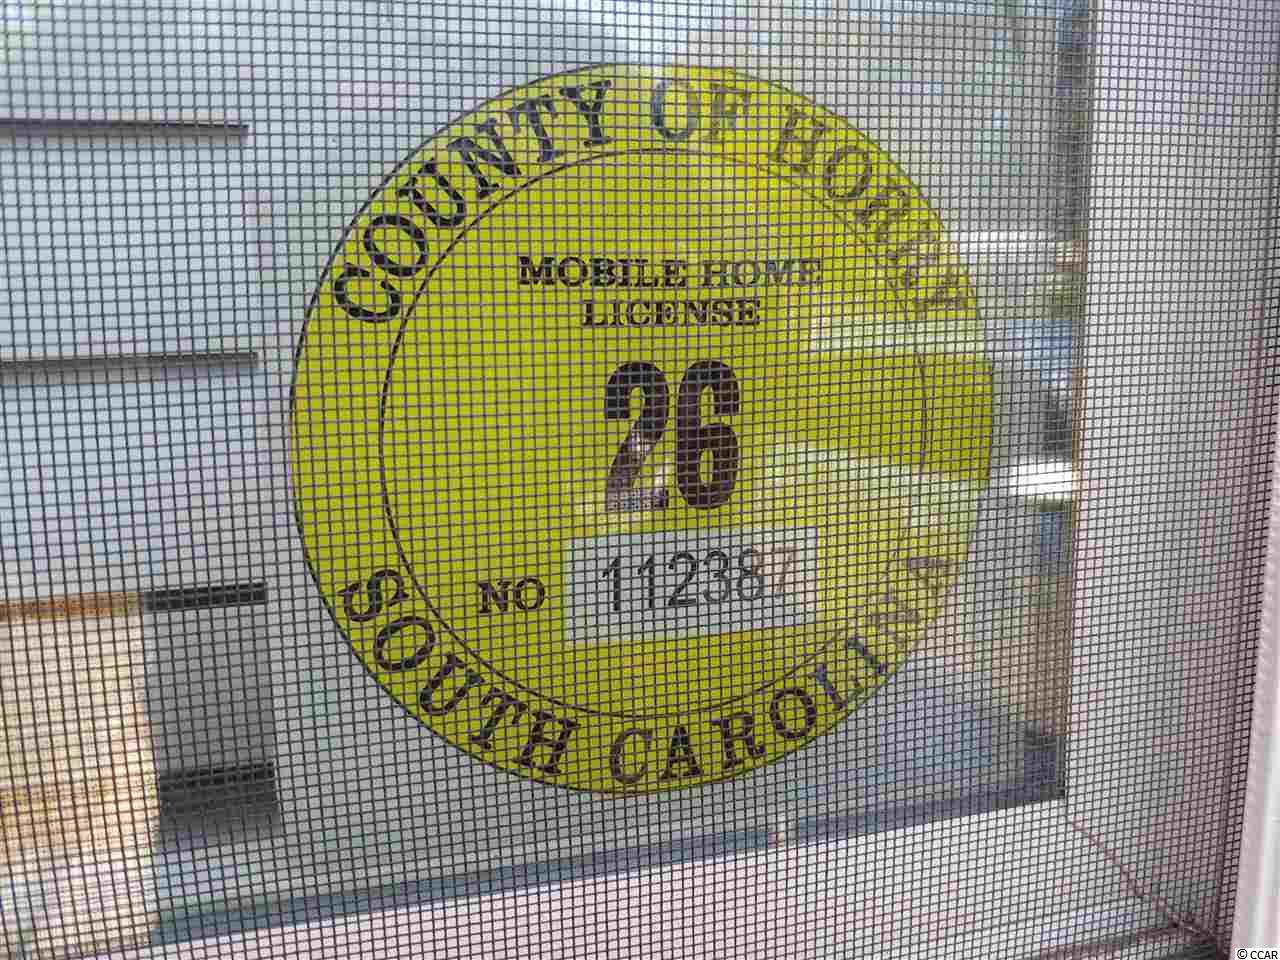 COUNTY OF HORRY
MOBILE HOME
LICENSE
26
NO 112387
SOUTH CAROLINA
© CCAR